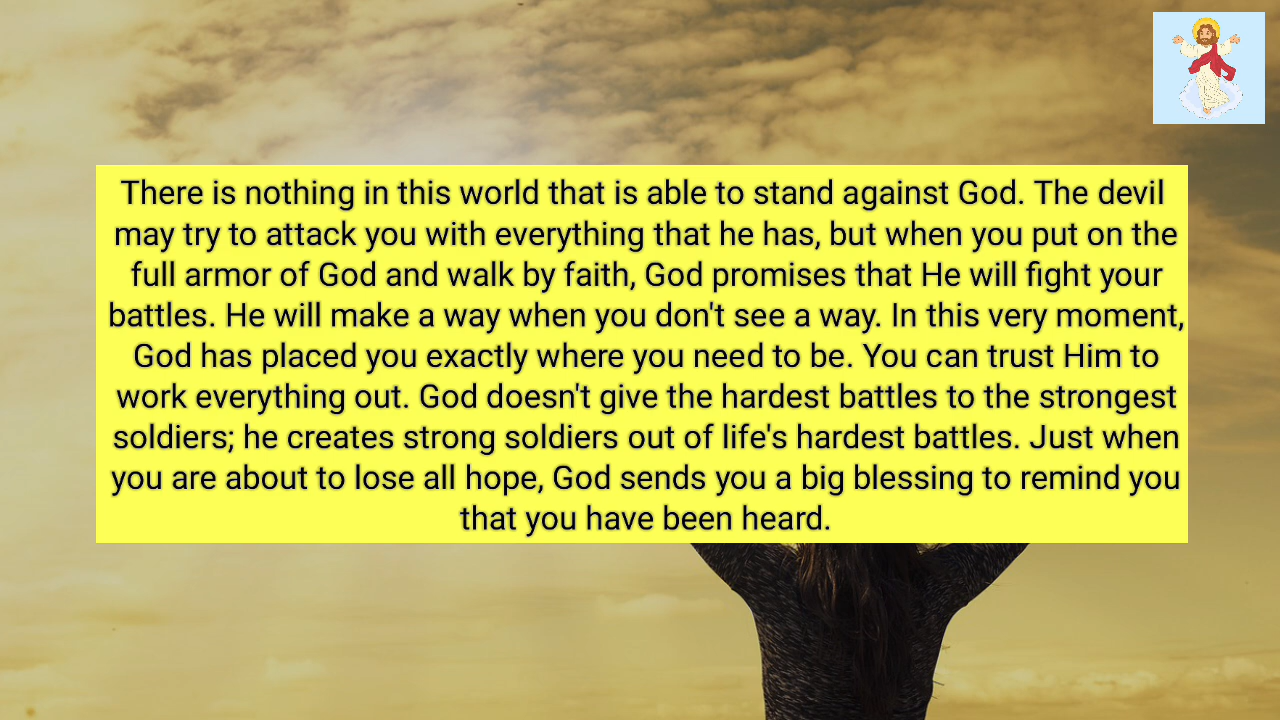 There is nothing in this world that is able to stand against God. The devil
may try to attack you with everything that he has, but when you put on the
full armor of God and walk by faith, God promises that He will fight your
battles. He will make a way when you don't see a way. In this very moment,
God has placed you exactly where you need to be. You can trust Him to
work everything out. God doesn't give the hardest battles to the strongest
soldiers; he creates strong soldiers out of life's hardest battles. Just when
you are about to lose all hope, God sends you a big blessing to remind you
that you have been heard.